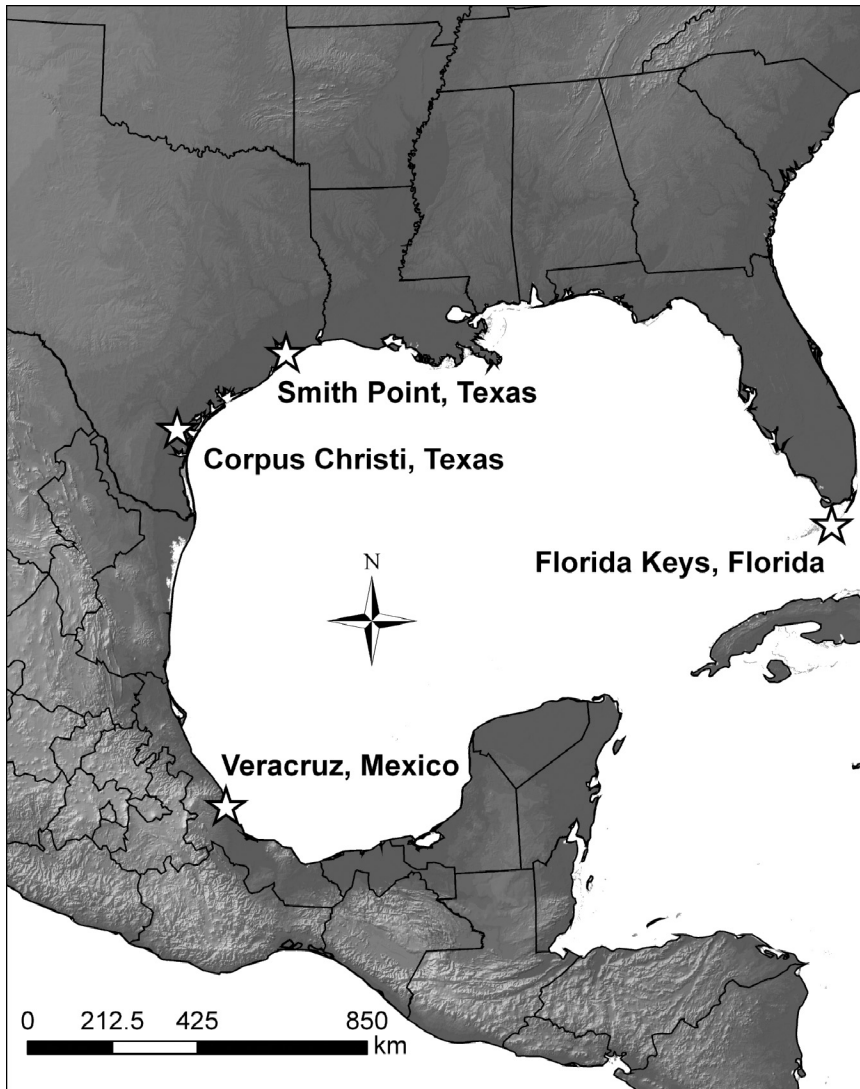 Smith Point, Texas
Corpus Christi, Texas
Florida Keys, Florida
N
Veracruz, Mexico
0 212.5 425 850
km